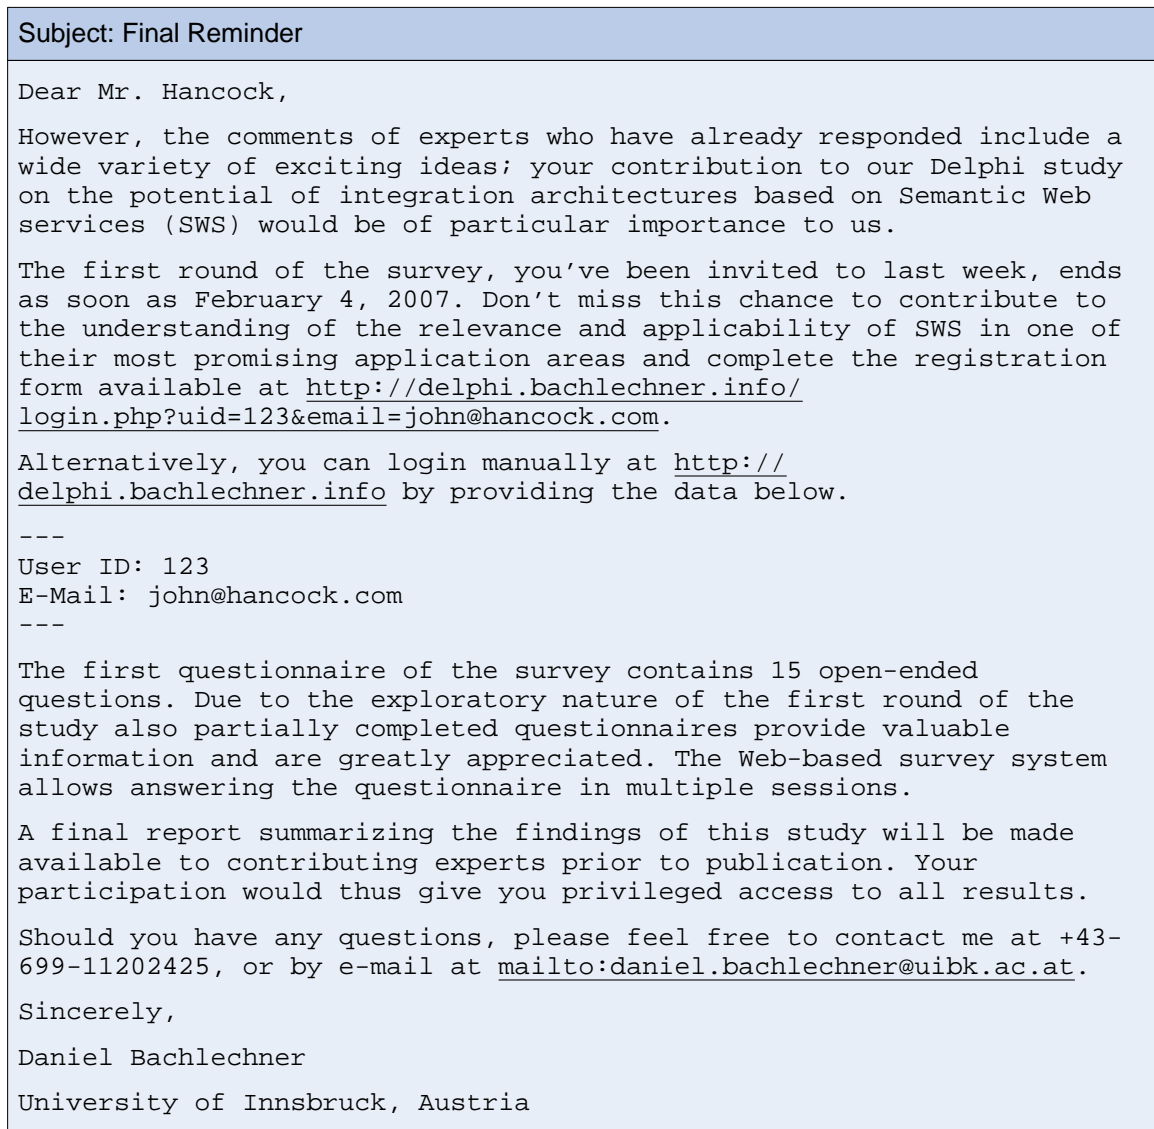 Subject: Final Reminder
Dear Mr. Hancock,
However, the comments of experts who have already responded include a
wide variety of exciting ideas; your contribution to our Delphi study
on the potential of integration architectures based on Semantic Web
services (SWS) would be of particular importance to us.
The first round of the survey, you've been invited to last week, ends
as soon as February 4, 2007. Don't miss this chance to contribute to
the understanding of the relevance and applicability of SWS in one of
their most promising application areas and complete the registration
form available at http://delphi.bachlechner.info/
login.php?uid=123&email=john@hancock.com.
Alternatively, you can login manually at http://
delphi.bachlechner.info by providing the data below.
---
User ID: 123
E-Mail: john@hancock.com
---
The first questionnaire of the survey contains 15 open-ended
questions. Due to the exploratory nature of the first round of the
study also partially completed questionnaires provide valuable
information and are greatly appreciated. The Web-based survey system
allows answering the questionnaire in multiple sessions.
A final report summarizing the findings of this study will be made
available to contributing experts prior to publication. Your
participation would thus give you privileged access to all results.
Should you have any questions, please feel free to contact me at +43-
699-11202425, or by e-mail at mailto:daniel.bachlechner@uibk.ac.at.
Sincerely,
Daniel Bachlechner
University of Innsbruck, Austria